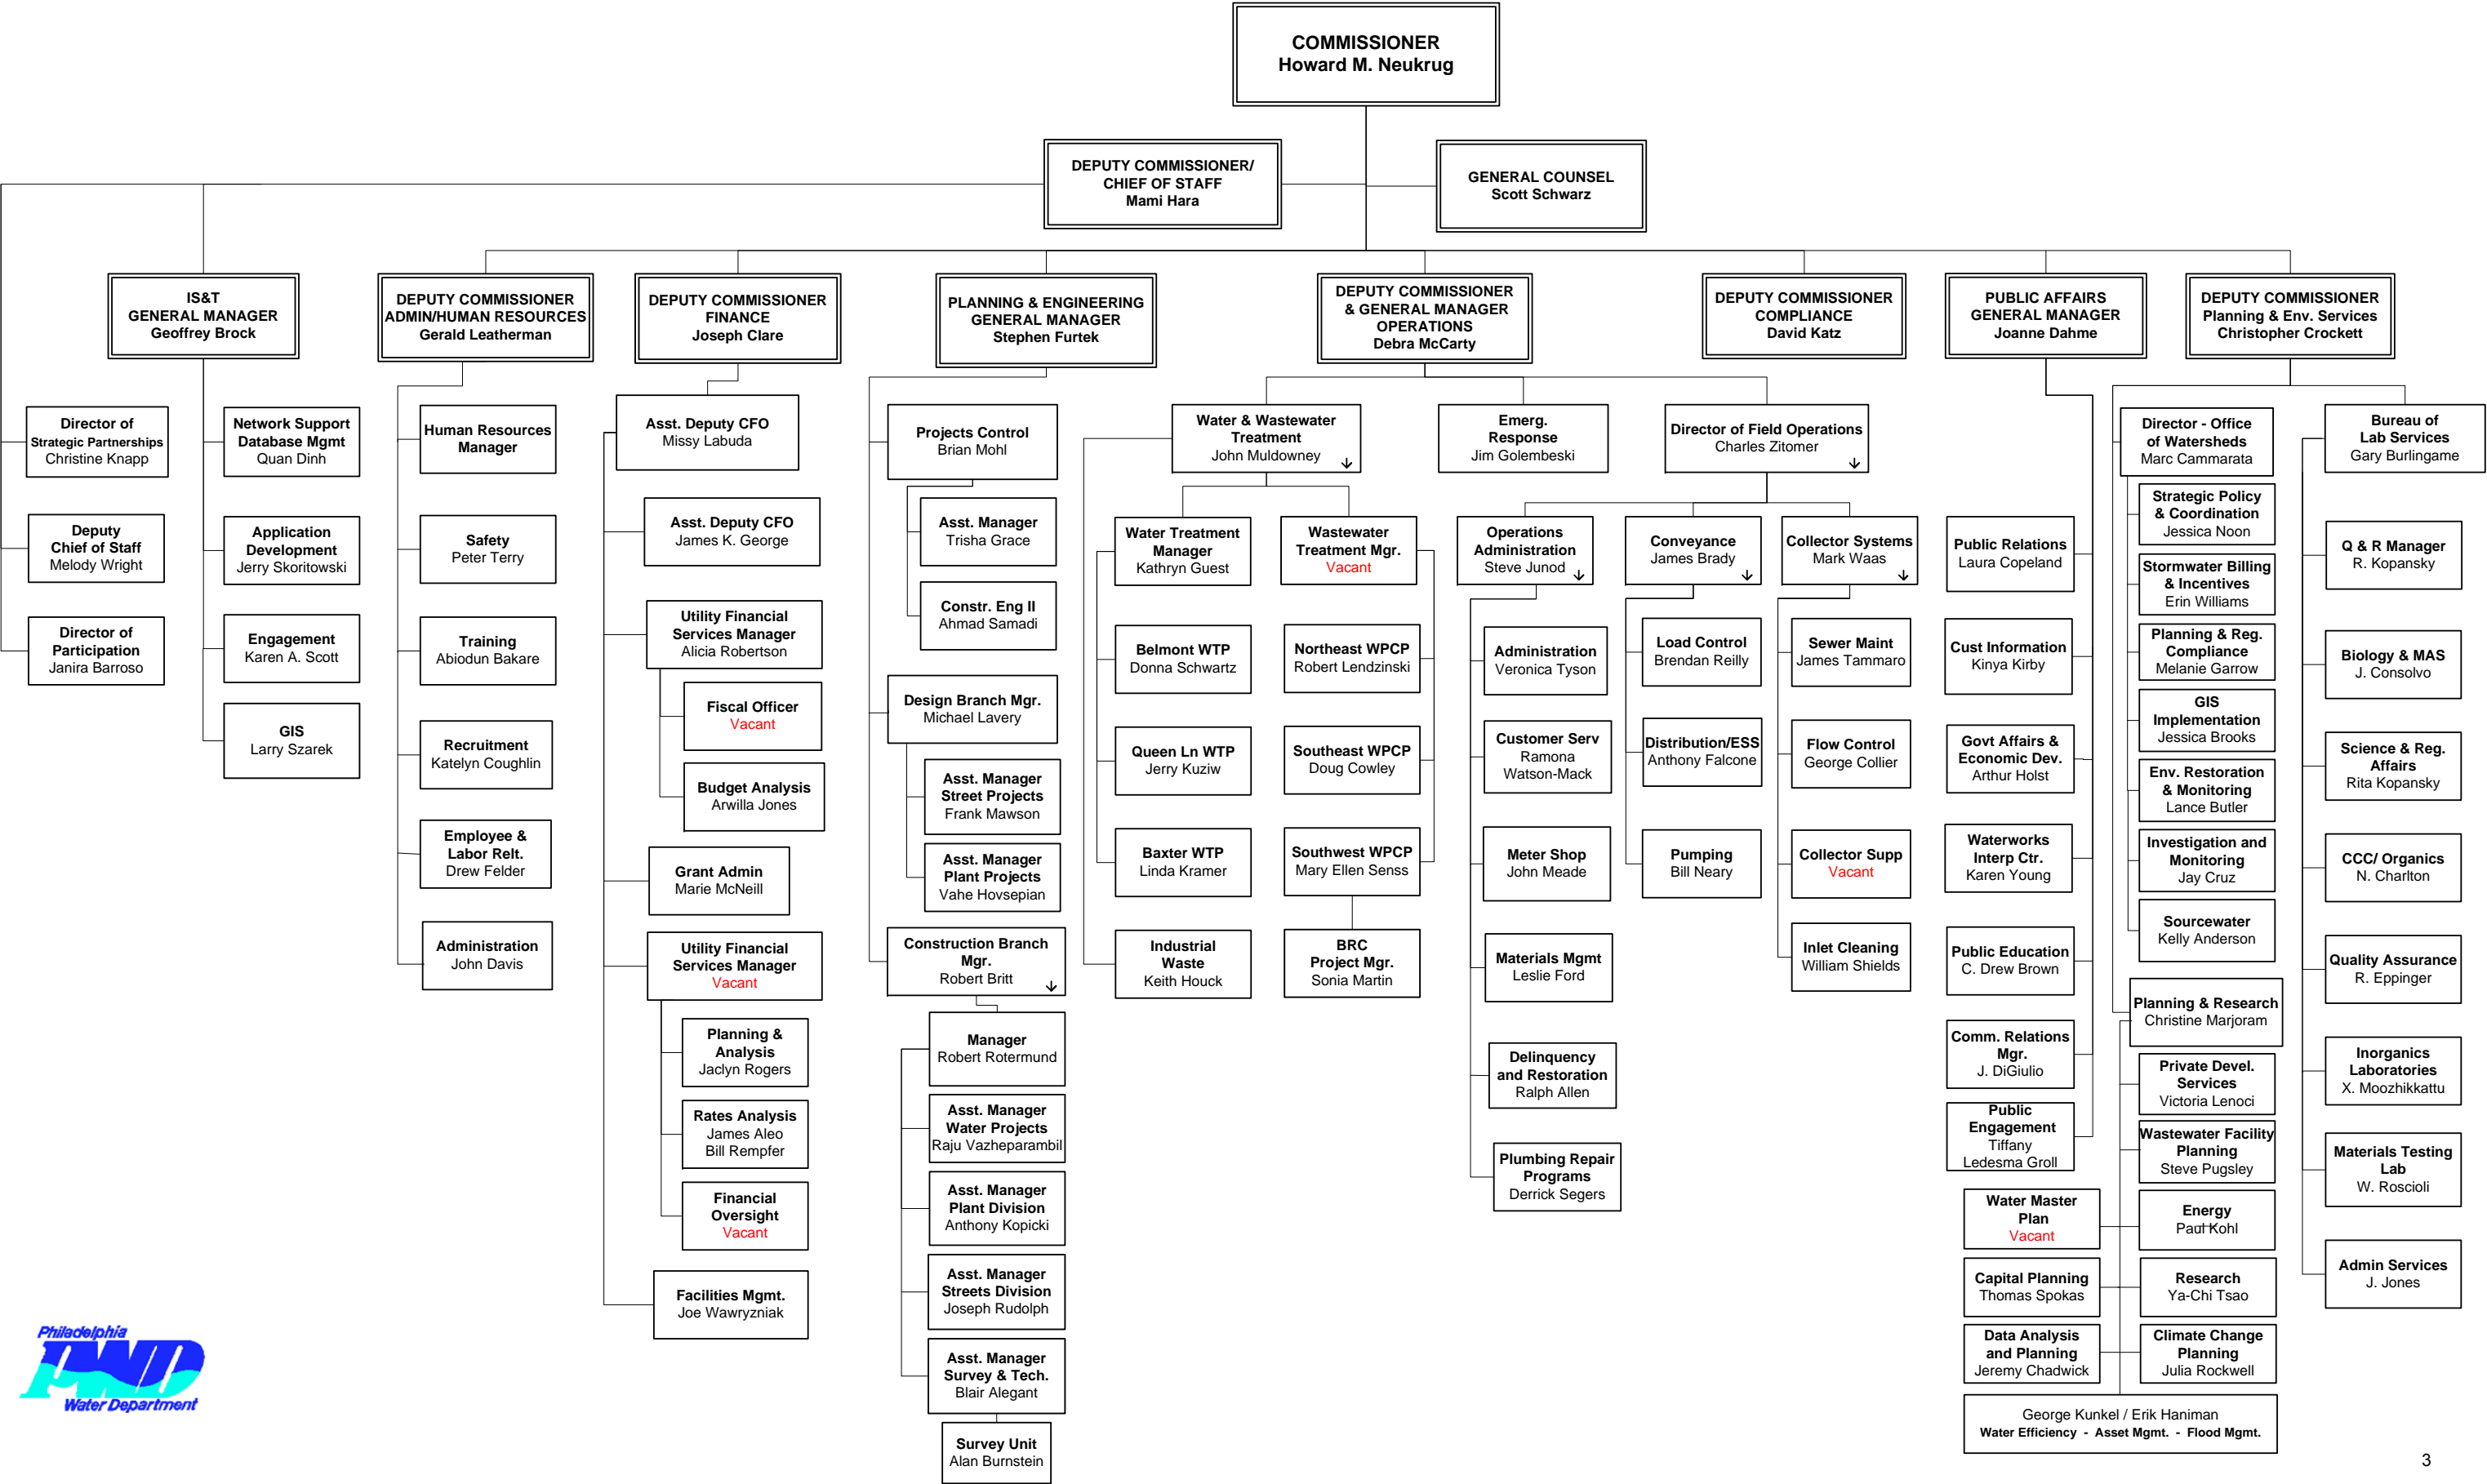 COMMISSIONER
Howard M. Neukrug
DEPUTY COMMISSIONER/
CHIEF OF STAFF
Mami Hara
GENERAL COUNSEL
Scott Schwarz
IS&T
GENERAL MANAGER
Geoffrey Brock
DEPUTY COMMISSIONER
ADMIN/HUMAN RESOURCES
Gerald Leatherman
DEPUTY COMMISSIONER
FINANCE
Joseph Clare
PLANNING & ENGINEERING
GENERAL MANAGER
Stephen Furtek
DEPUTY COMMISSIONER
& GENERAL MANAGER
OPERATIONS
Debra McCarty
DEPUTY COMMISSIONER
COMPLIANCE
David Katz
PUBLIC AFFAIRS
GENERAL MANAGER
Joanne Dahme
DEPUTY COMMISSIONER
Planning & Env. Services
Christopher Crockett
Director of
Strategic Partnerships
Christine Knapp
Deputy
Chief of Staff
Melody Wright
Director of
Participation
Janira Barroso
Network Support
Database Mgmt
Quan Dinh
Application
Development
Jerry Skoritowski
Engagement
Karen A. Scott
GIS
Larry Szarek
Human Resources
Manager
Safety
Peter Terry
Training
Abiodun Bakare
Recruitment
Katelyn Coughlin
Employee &
Labor Relt.
Drew Felder
Administration
John Davis
Asst. Deputy CFO
Missy Labuda
Asst. Deputy CFO
James K. George
Utility Financial
Services Manager
Alicia Robertson
Fiscal Officer
Vacant
Budget Analysis
Arwilla Jones
Grant Admin
Marie McNeill
Utility Financial
Services Manager
Vacant
Planning &
Analysis
Jaclyn Rogers
Rates Analysis
James Aleo
Bill Rempfer
Financial
Oversight
Vacant
Facilities Mgmt.
Joe Wawryzniak
Projects Control
Brian Mohl
Asst. Manager
Trisha Grace
Constr. Eng II
Ahmad Samadi
Design Branch Mgr.
Michael Lavery
Asst. Manager
Street Projects
Frank Mawson
Asst. Manager
Plant Projects
Vahe Hovsepian
Construction Branch
Mgr.
Robert Britt
Manager
Robert Rotermund
Asst. Manager
Water Projects
Raju Vazheparambil
Asst. Manager
Plant Division
Anthony Kopicki
Asst. Manager
Streets Division
Joseph Rudolph
Asst. Manager
Survey & Tech.
Blair Alegant
Survey Unit
Alan Burnstein
Water & Wastewater
Treatment
John Muldowney
Emerg.
Response
Jim Golembeski
Director of Field Operations
Charles Zitomer
Water Treatment
Manager
Kathryn Guest
Belmont WTP
Donna Schwartz
Queen Ln WTP
Jerry Kuziw
Baxter WTP
Linda Kramer
Industrial
Waste
Keith Houck
Wastewater
Treatment Mgr.
Vacant
Northeast WPCP
Robert Lendzinski
Southeast WPCP
Doug Cowley
Southwest WPCP
Mary Ellen Senss
BRC
Project Mgr.
Sonia Martin
Operations
Administration
Steve Junod
Administration
Veronica Tyson
Customer Serv
Ramona
Watson-Mack
Meter Shop
John Meade
Materials Mgmt
Leslie Ford
Delinquency
and Restoration
Ralph Allen
Plumbing Repair
Programs
Derrick Segers
Conveyance
James Brady
Load Control
Brendan Reilly
Distribution/ESS
Anthony Falcone
Pumping
Bill Neary
Collector Systems
Mark Waas
Sewer Maint
James Tammaro
Flow Control
George Collier
Collector Supp
Vacant
Inlet Cleaning
William Shields
Public Relations
Laura Copeland
Cust Information
Kinya Kirby
Govt Affairs &
Economic Dev.
Arthur Holst
Waterworks
Interp Ctr.
Karen Young
Public Education
C. Drew Brown
Comm. Relations
Mgr.
J. DiGiulio
Public
Engagement
Tiffany
Ledesma Groll
Director - Office
of Watersheds
Marc Cammarata
Strategic Policy
& Coordination
Jessica Noon
Stormwater Billing
& Incentives
Erin Williams
Planning & Reg.
Compliance
Melanie Garrow
GIS
Implementation
Jessica Brooks
Env. Restoration
& Monitoring
Lance Butler
Investigation and
Monitoring
Jay Cruz
Sourcewater
Kelly Anderson
Planning & Research
Christine Marjoram
Private Devel.
Services
Victoria Lenoci
Wastewater Facility
Planning
Steve Pugsley
Water Master
Plan
Vacant
Energy
Paul Kohl
Capital Planning
Thomas Spokas
Research
Ya-Chi Tsao
Data Analysis
and Planning
Jeremy Chadwick
Climate Change
Planning
Julia Rockwell
George Kunkel / Erik Haniman
Water Efficiency - Asset Mgmt. - Flood Mgmt.
Bureau of
Lab Services
Gary Burlingame
Q & R Manager
R. Kopansky
Biology & MAS
J. Consolvo
Science & Reg.
Affairs
Rita Kopansky
CCC/ Organics
N. Charlton
Quality Assurance
R. Eppinger
Inorganics
Laboratories
X. Moozhikkattu
Materials Testing
Lab
W. Roscioli
Admin Services
J. Jones
Philadelphia
PWD
Water Department
3